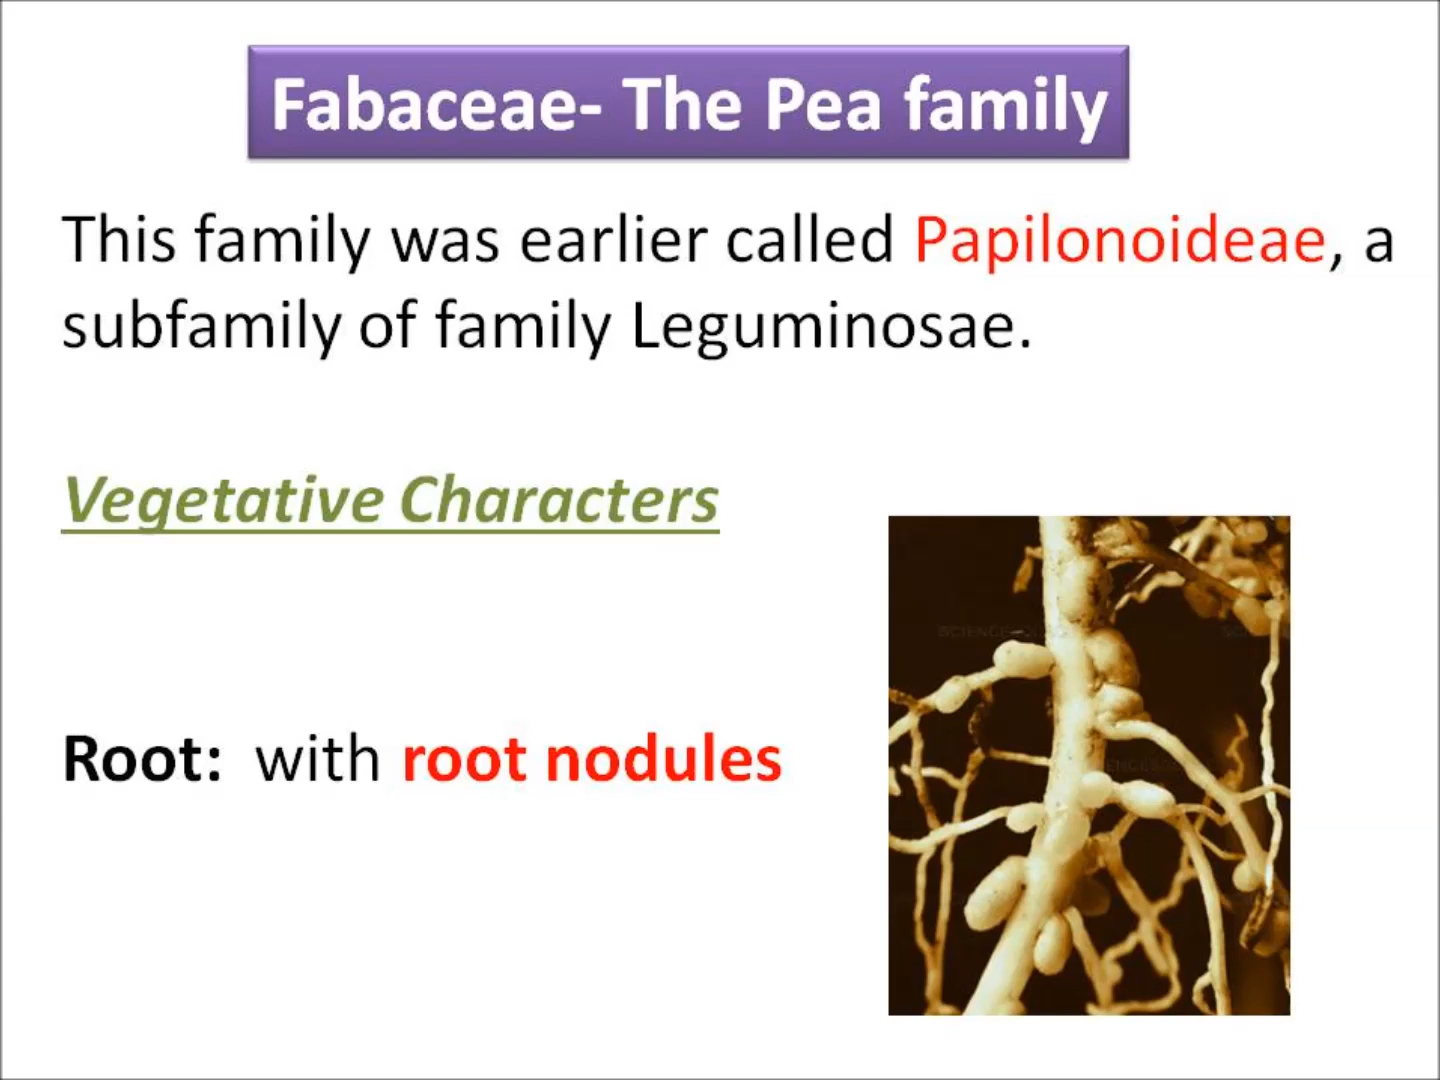 Fabaceae- The Pea family
This family was earlier called Papilonoideae, a
subfamily of family Leguminosae.
Vegetative Characters
Root: with root nodules